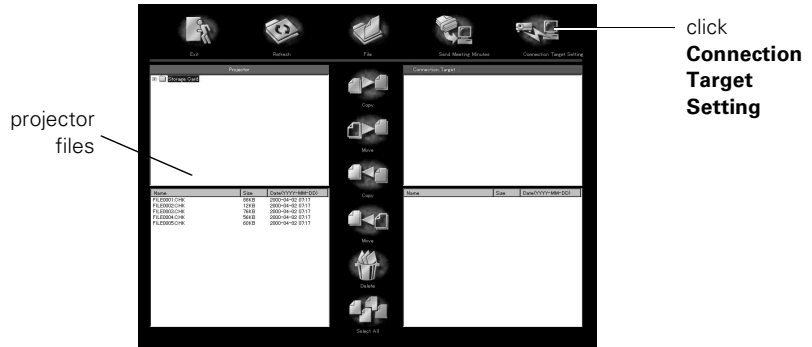 click
Connection
Target
Setting
projector
files
Exit
Refresh
File
Send Meeting Minutes
Connection Target Setting
Projector
Storage Card
Copy
Move
Copy
Move
Delete
Select All
Connection Target
Name Size Date(YYYY-MM-DD)
FILE0001.CHK 88KB 2000-04-02 07:17
FILE0002.CHK 12KB 2000-04-02 07:17
FILE0003.CHK 76KB 2000-04-02 07:17
FILE0004.CHK 56KB 2000-04-02 07:17
FILE0005.CHK 60KB 2000-04-02 07:17
Name Size Date(YYYY-MM-DD)